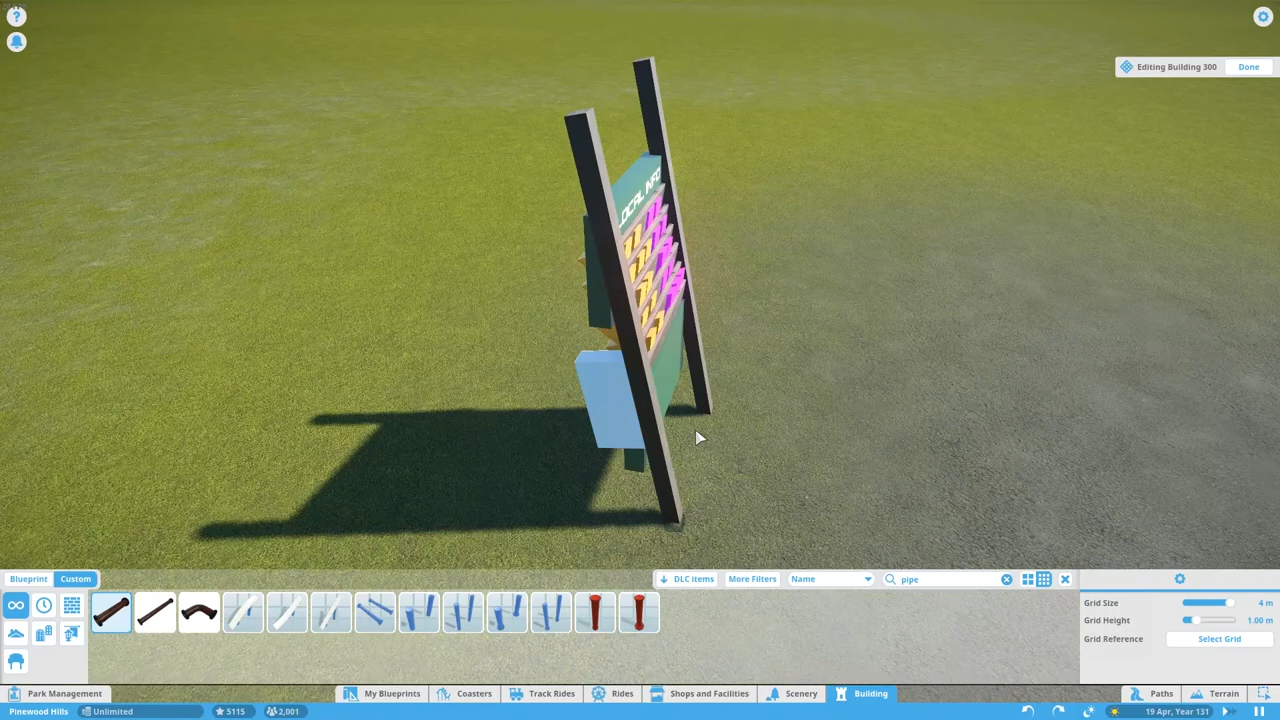 Editing Building 300 Done
LOCAL INFO
Blueprint Custom DLC items More Filters Name pipe
Grid Size 4 m
Grid Height 1.00 m
Grid Reference Select Grid
Park Management My Blueprints Coasters Track Rides Rides Shops and Facilities Scenery Building Paths Terrain
Pinewood Hills Unlimited 5115 2,001 19 Apr, Year 131